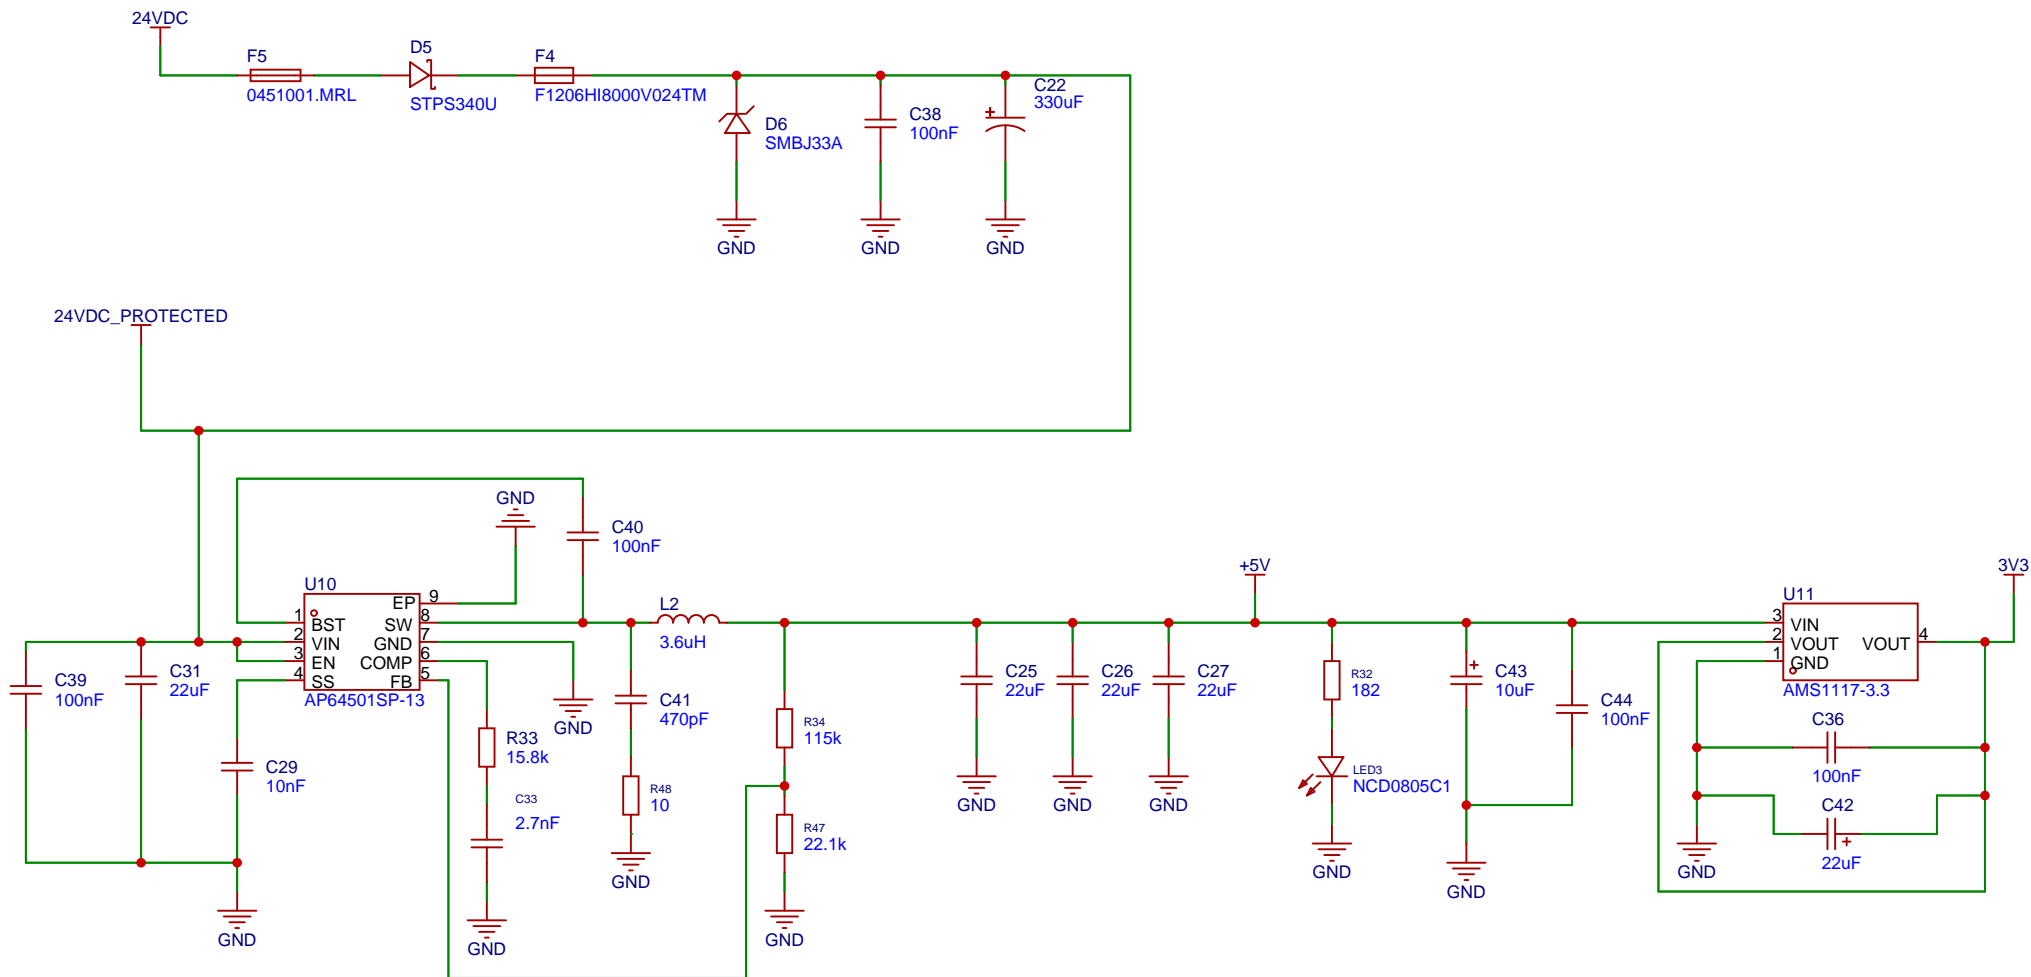 24VDC
F5
0451001.MRL
D5
STPS340U
F4
F1206HI8000V024TM
D6
SMBJ33A
C38
100nF
C22
330uF
GND
GND
GND
24VDC_PROTECTED
GND
C40
100nF
U10
1
BST
2
VIN
3
EN
4
SS
EP
9
SW
8
GND
7
COMP
6
FB
5
AP64501SP-13
C39
100nF
C31
22uF
C29
10nF
GND
R33
15.8k
C33
2.7nF
GND
GND
L2
3.6uH
C41
470pF
R48
10
GND
R34
115k
R47
22.1k
GND
C25
22uF
GND
C26
22uF
GND
C27
22uF
GND
+5V
R32
182
LED3
NCD0805C1
GND
C43
10uF
GND
C44
100nF
U11
3
VIN
2
VOUT
1
GND
VOUT
4
AMS1117-3.3
3V3
C36
100nF
C42
22uF
GND